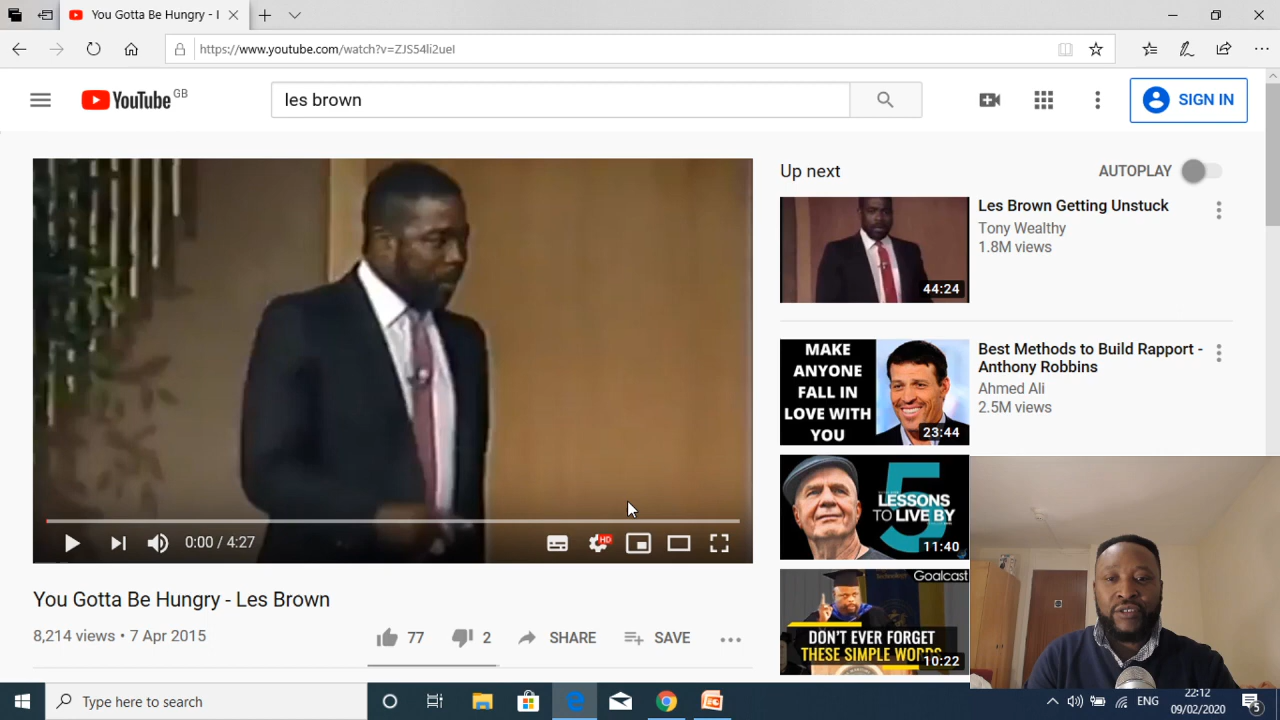 You Gotta Be Hungry - L
https://www.youtube.com/watch?v=ZJS54li2ueI
YouTube GB
les brown
SIGN IN
Up next
AUTOPLAY
Les Brown Getting Unstuck
Tony Wealthy
1.8M views
44:24
Best Methods to Build Rapport -
Anthony Robbins
Ahmed Ali
2.5M views
MAKE
ANYONE
FALL IN
LOVE WITH
YOU
23:44
5
LESSONS
TO LIVE BY
11:40
Goalcast
DON'T EVER FORGET
THESE SIMPLE WORDS
10:22
HD
0:00 / 4:27
You Gotta Be Hungry - Les Brown
8,214 views • 7 Apr 2015
77
2
SHARE
SAVE
Type here to search
ENG
22:12
09/02/2020
5